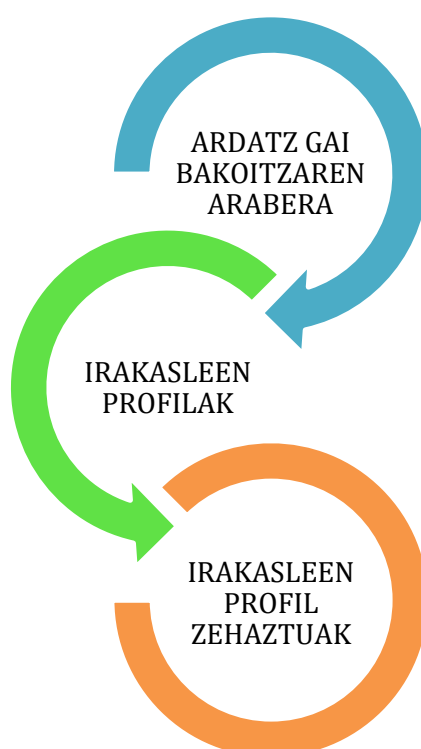 ARDATZ GAI
BAKOITZAREN
ARABERA
IRAKASLEEN
PROFILAK
IRAKASLEEN
PROFIL
ZEHAZTUAK